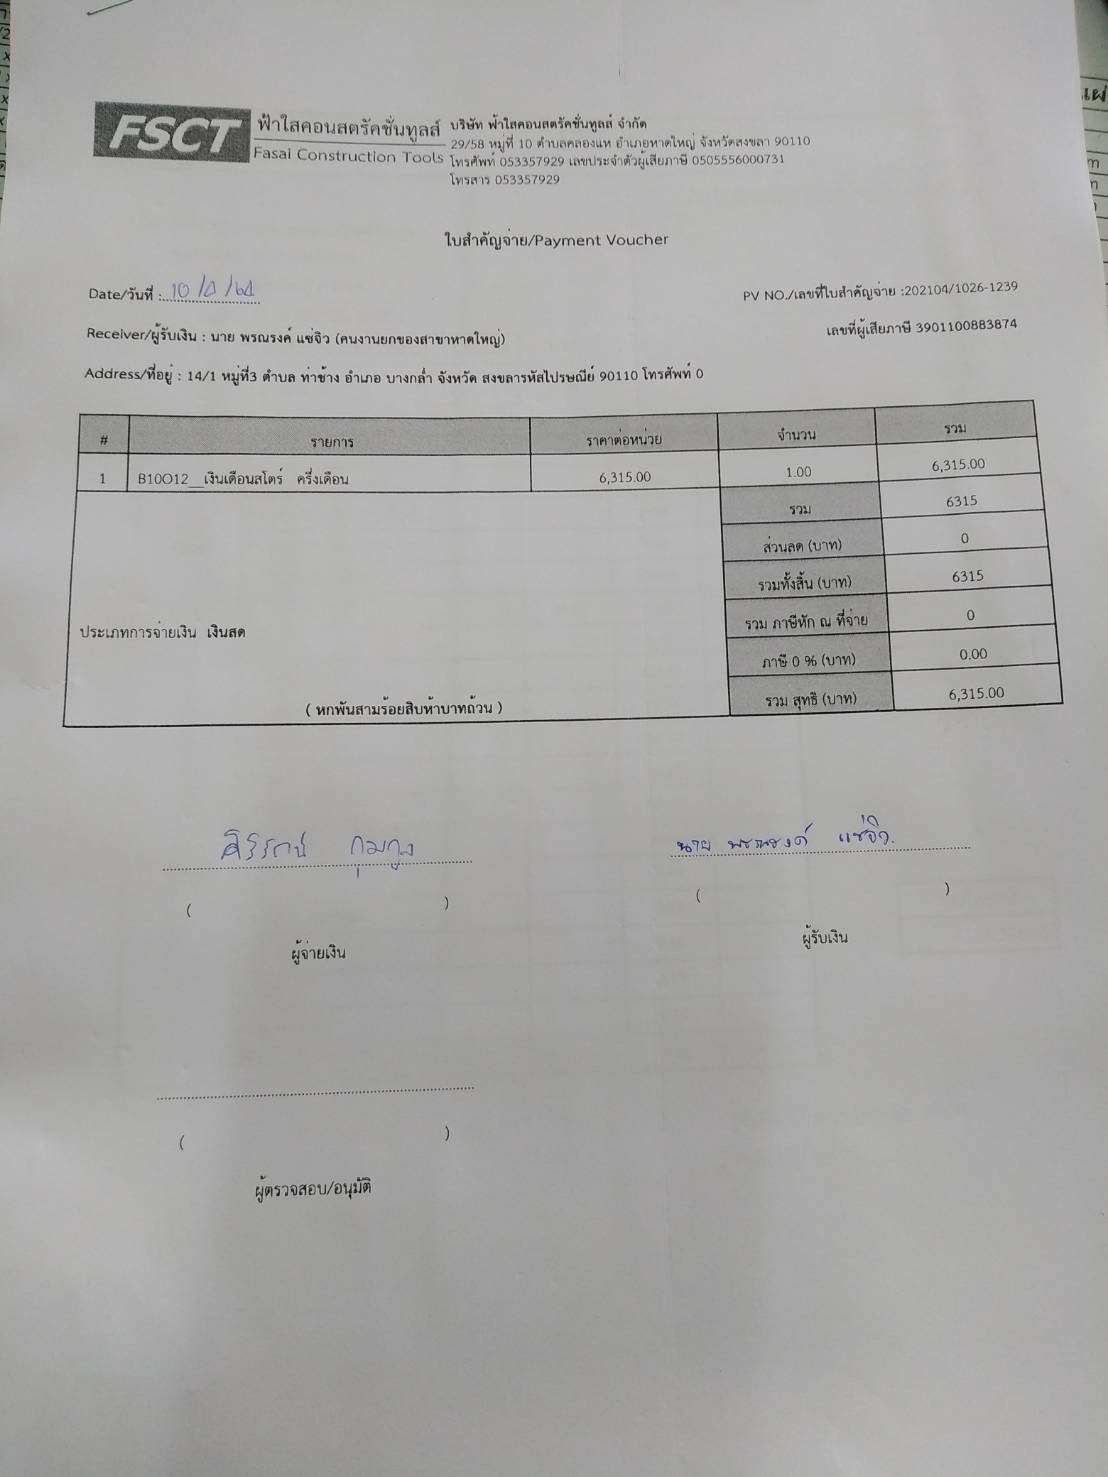 FSCT
ฟ้าใสคอนสตรัคชั่นทูลส์
Fasai Construction Tools
บริษัท ฟ้าใสคอนสตรัคชั่นทูลส์ จำกัด
29/58 หมู่ที่ 10 ตำบลคลองแห อำเภอหาดใหญ่ จังหวัดสงขลา 90110
โทรศัพท์ 053357929 เลขประจำตัวผู้เสียภาษี 0505556000731
โทรสาร 053357929
ใบสำคัญจ่าย/Payment Voucher
Date/วันที่ : 10/4/64
PV NO./เลขที่ใบสำคัญจ่าย :202104/1026-1239
Receiver/ผู้รับเงิน : นาย พรณรงค์ แซ่จิว (คนงานยกของสาขาหาดใหญ่)
เลขที่ผู้เสียภาษี 3901100883874
Address/ที่อยู่ : 14/1 หมู่ที่3 ตำบล ท่าช้าง อำเภอ บางกล่ำ จังหวัด สงขลารหัสไปรษณีย์ 90110 โทรศัพท์ 0
# รายการ ราคาต่อหน่วย จำนวน รวม
1 B10O12__เงินเดือนสโตร์ ครึ่งเดือน 6,315.00 1.00 6,315.00
รวม 6315
ส่วนลด (บาท) 0
รวมทั้งสิ้น (บาท) 6315
รวม ภาษีหัก ณ ที่จ่าย 0
ประเภทการจ่ายเงิน เงินสด
ภาษี 0 % (บาท) 0.00
( หกพันสามร้อยสิบห้าบาทถ้วน )
รวม สุทธิ (บาท) 6,315.00
นาย พรณรงค์ แซ่จิว
( )
( )
ผู้จ่ายเงิน
ผู้รับเงิน
( )
ผู้ตรวจสอบ/อนุมัติ